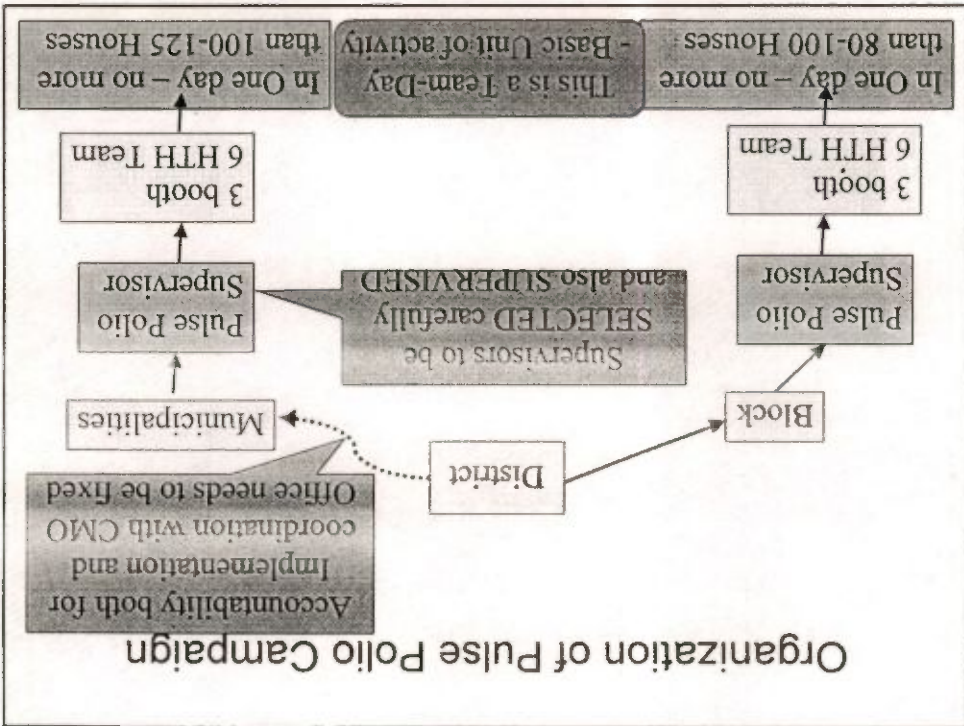 Organization of Pulse Polio Campaign
Accountability both for
Implementation and
coordination with CMO
Office needs to be fixed
District
Block
Municipalities
Supervisors to be
SELECTED carefully
and also SUPERVISED
Pulse Polio
Supervisor
Pulse Polio
Supervisor
3 booth
6 HTH Team
3 booth
6 HTH Team
In One day – no more
than 80-100 Houses
This is a Team-Day
- Basic Unit of activity
In One day – no more
than 100-125 Houses